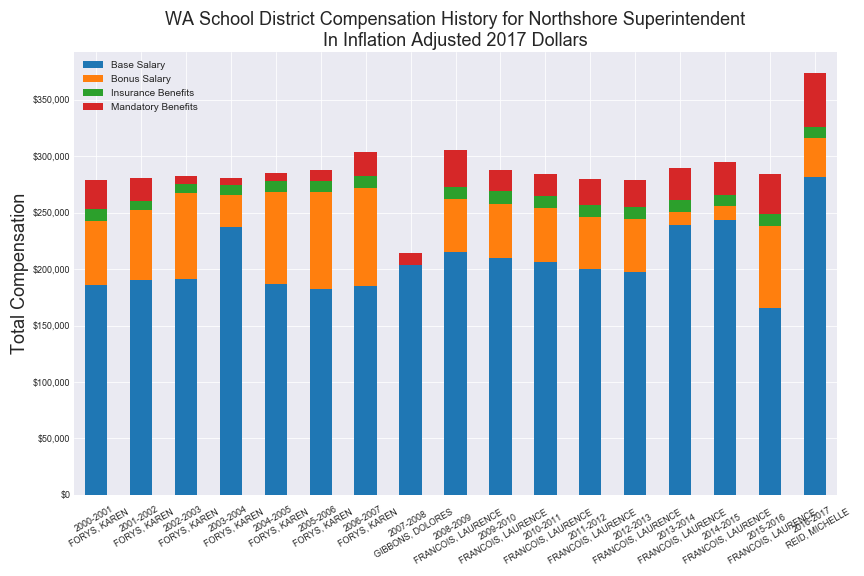 WA School District Compensation History for Northshore Superintendent
In Inflation Adjusted 2017 Dollars
Base Salary
Bonus Salary
Insurance Benefits
Mandatory Benefits
Total Compensation
$350,000
$300,000
$250,000
$200,000
$150,000
$100,000
$50,000
$0
2000-2001
FORYS, KAREN
2001-2002
FORYS, KAREN
2002-2003
FORYS, KAREN
2003-2004
FORYS, KAREN
2004-2005
FORYS, KAREN
2005-2006
FORYS, KAREN
2006-2007
FORYS, KAREN
2007-2008
GIBBONS, DOLORES
2008-2009
FRANCOIS, LAURENCE
2009-2010
FRANCOIS, LAURENCE
2010-2011
FRANCOIS, LAURENCE
2011-2012
FRANCOIS, LAURENCE
2012-2013
FRANCOIS, LAURENCE
2013-2014
FRANCOIS, LAURENCE
2014-2015
FRANCOIS, LAURENCE
2015-2016
FRANCOIS, LAURENCE
2016-2017
REID, MICHELLE